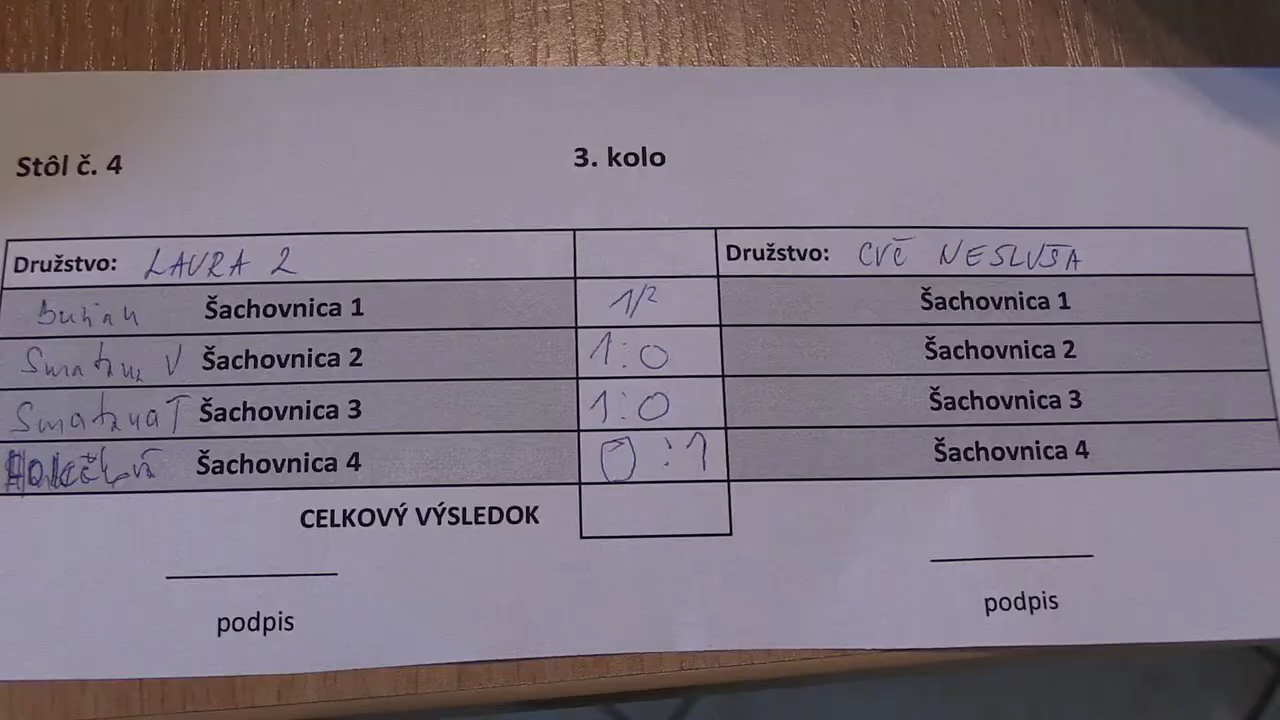 Stôl č. 4 3. kolo
Družstvo: LAURA 2 Družstvo: CVČ NESLUŠA
Šachovnica 1 1/2 Šachovnica 1
Šachovnica 2 1:0 Šachovnica 2
Šachovnica 3 1:0 Šachovnica 3
Šachovnica 4 0:1 Šachovnica 4
CELKOVÝ VÝSLEDOK
podpis podpis